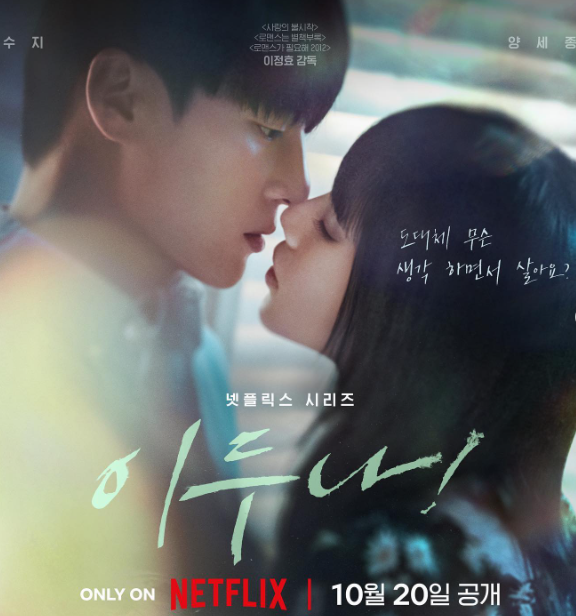 수지
<사랑의 불시착>
<로맨스는 별책부록>
<로맨스가 필요해 2012>
이정효 감독
양세종
도대체 무슨
생각 하면서 살아요?
넷플릭스 시리즈
이두나!
ONLY ON NETFLIX | 10월 20일 공개